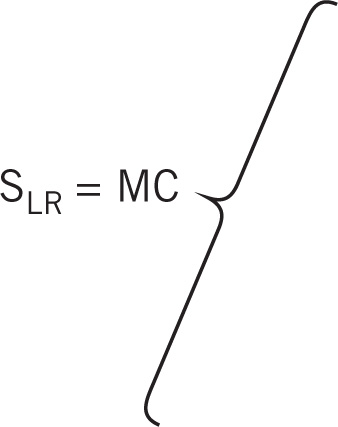 S_LR = MC